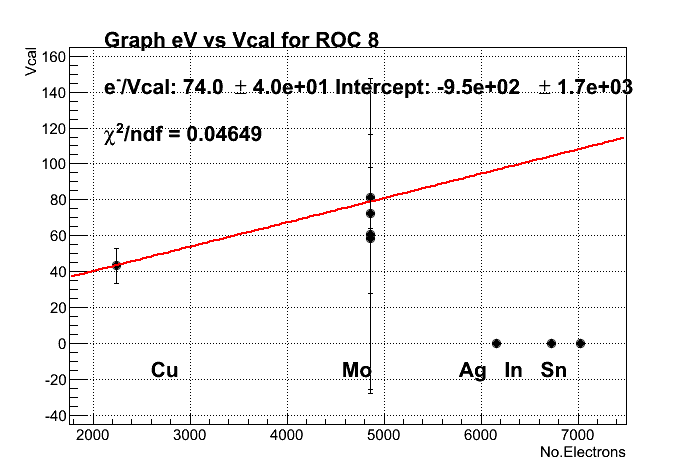 Graph eV vs Vcal for ROC 8
Vcal
e⁻/Vcal: 74.0 ± 4.0e+01 Intercept: -9.5e+02 ± 1.7e+03
χ²/ndf = 0.04649
160
140
120
100
80
60
40
20
0
-20
-40
Cu Mo Ag In Sn
2000 3000 4000 5000 6000 7000
No.Electrons